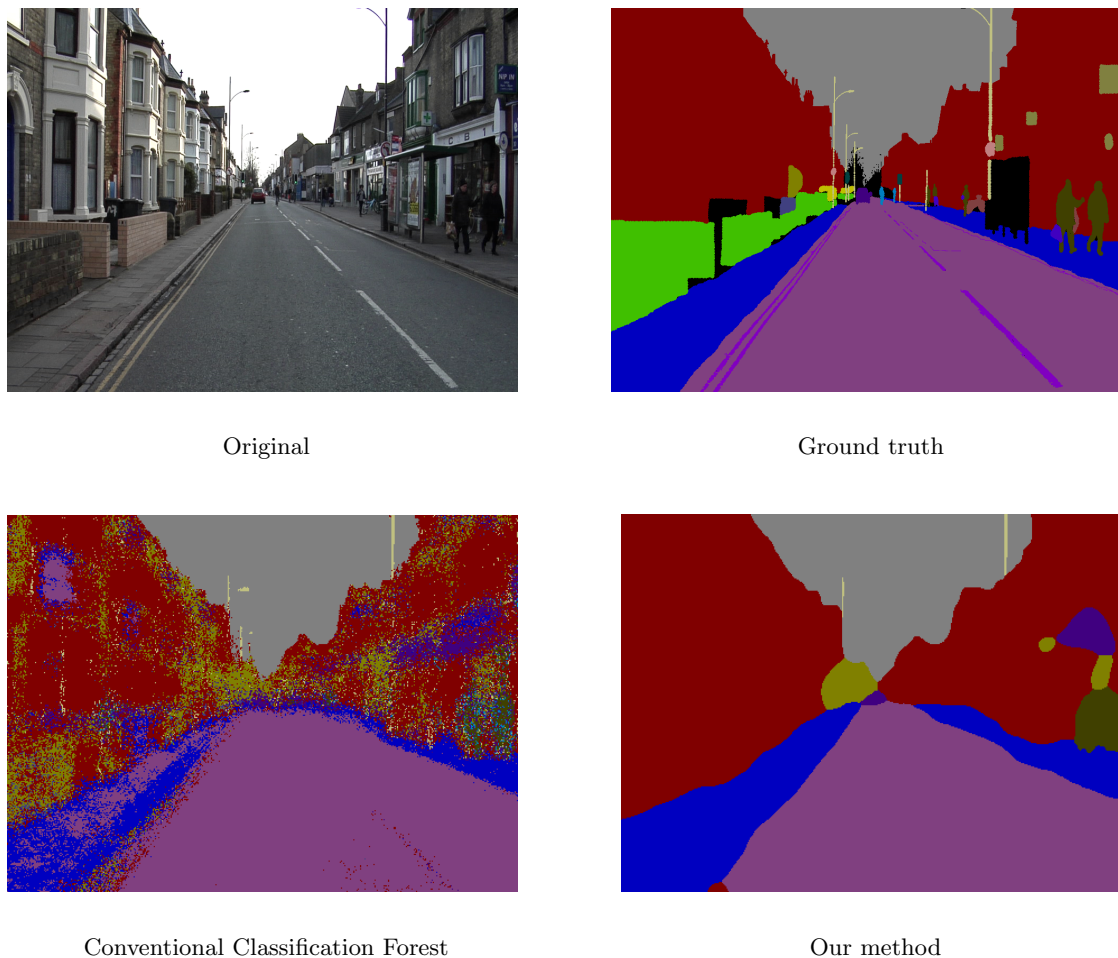 Original
Ground truth
Conventional Classification Forest
Our method